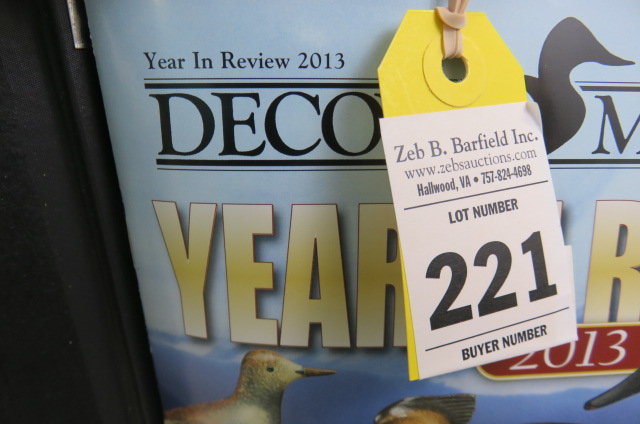 Year In Review 2013
DECO
M
YEAR
R
2013
Zeb B. Barfield Inc.
www.zebsauctions.com
Hallwood, VA • 757-824-4698
LOT NUMBER
221
BUYER NUMBER